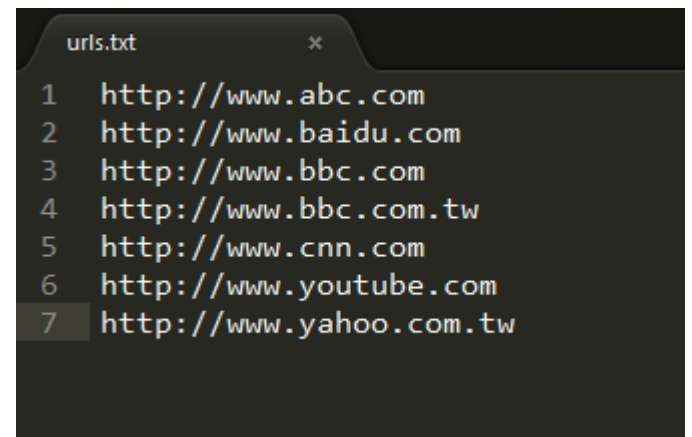 urls.txt ×
1 http://www.abc.com
2 http://www.baidu.com
3 http://www.bbc.com
4 http://www.bbc.com.tw
5 http://www.cnn.com
6 http://www.youtube.com
7 http://www.yahoo.com.tw